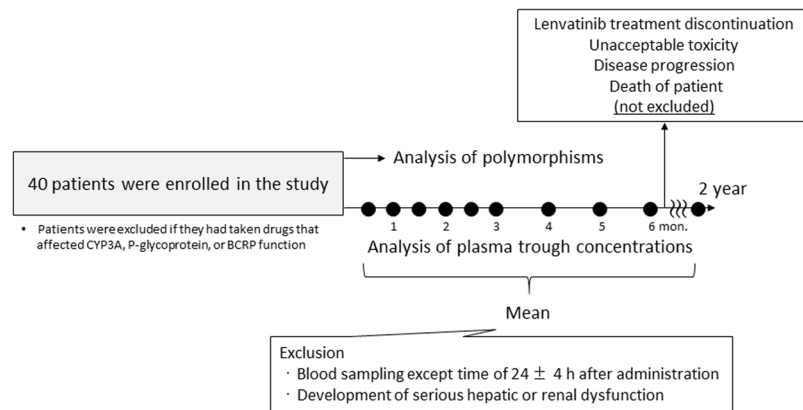 Lenvatinib treatment discontinuation
Unacceptable toxicity
Disease progression
Death of patient
(not excluded)
Analysis of polymorphisms
40 patients were enrolled in the study
2 year
1 2 3 4 5 6 mon.
• Patients were excluded if they had taken drugs that
affected CYP3A, P-glycoprotein, or BCRP function
Analysis of plasma trough concentrations
Mean
Exclusion
· Blood sampling except time of 24 ± 4 h after administration
· Development of serious hepatic or renal dysfunction